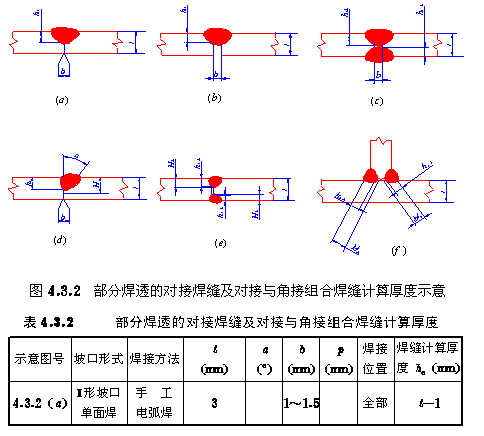 h
t
b
(a)
h
t
b
(b)
h
h
t
b
(c)
a
h
H
t
b
(d)
H
h
t
h
H
(e)
(f)
图 4.3.2 部分焊透的对接焊缝及对接与角接组合焊缝计算厚度示意
表 4.3.2 部分焊透的对接焊缝及对接与角接组合焊缝计算厚度
示意图号 坡口形式 焊接方法 t (mm) a (°) b (mm) p (mm) 焊接位置 焊缝计算厚度 he (mm)
4.3.2 (a) I形坡口单面焊 手工电弧焊 3 1~1.5 全部 t—1